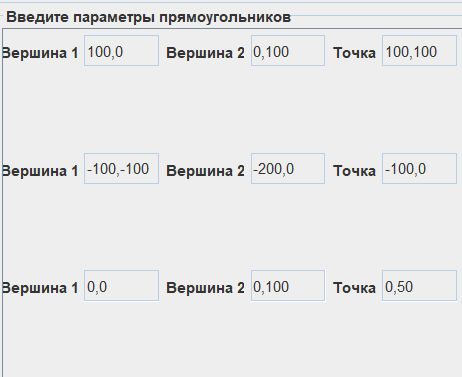 Введите параметры прямоугольников
Вершина 1 100,0 Вершина 2 0,100 Точка 100,100
Вершина 1 -100,-100 Вершина 2 -200,0 Точка -100,0
Вершина 1 0,0 Вершина 2 0,100 Точка 0,50